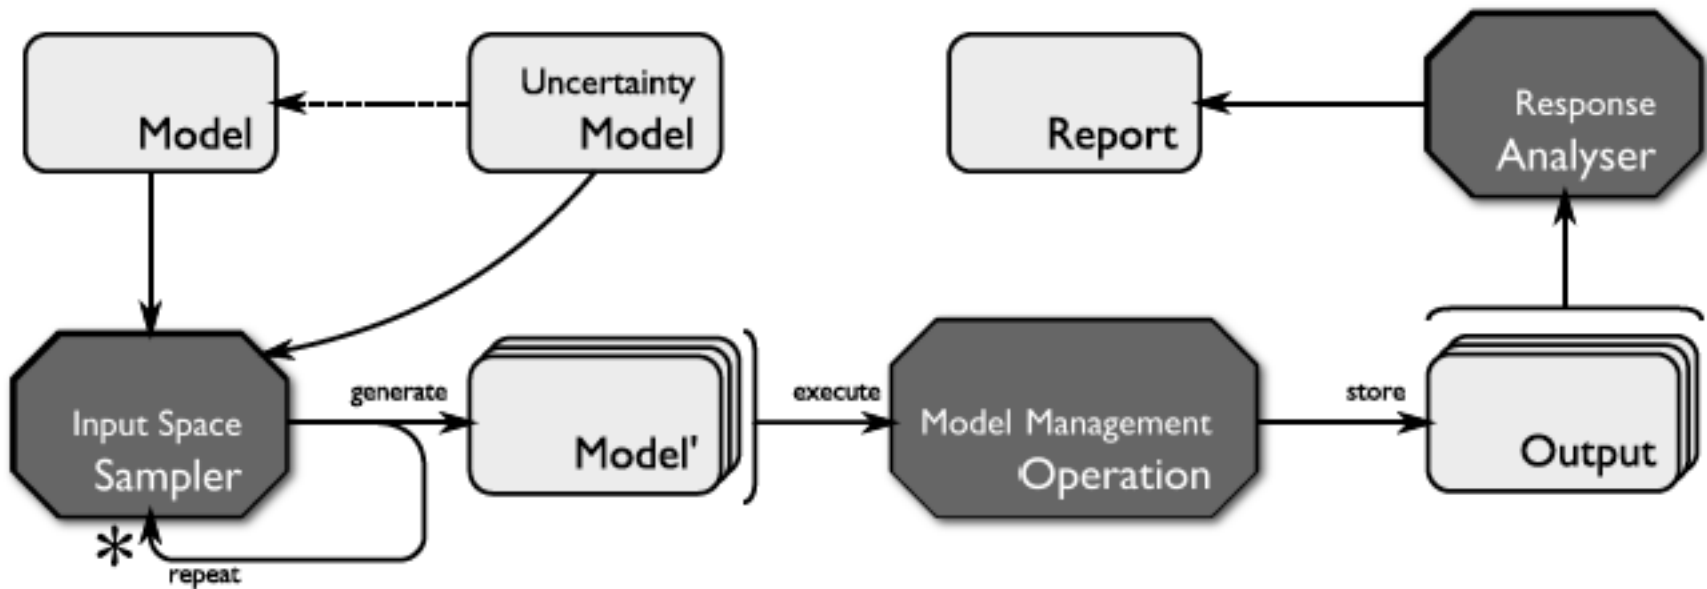 Model
Uncertainty
Model
Report
Response
Analyser
Input Space
Sampler
generate
Model'
execute
Model Management
Operation
store
Output
*
repeat